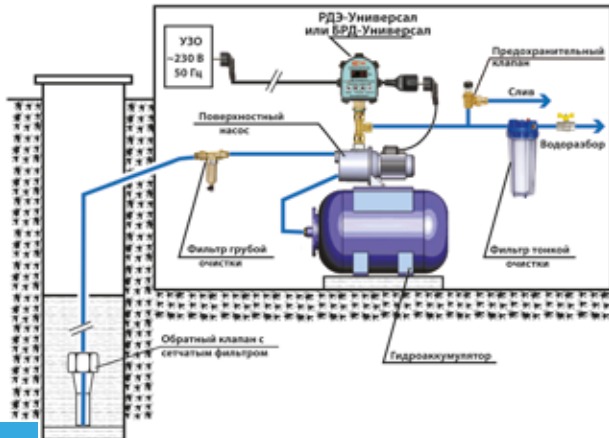 РДЭ-Универсал
или БРД-Универсал
УЗО
~230 В
50 Гц
Предохранительный
клапан
Слив
Поверхностный
насос
Водоразбор
Фильтр грубой
очистки
Фильтр тонкой
очистки
Обратный клапан с
сетчатым фильтром
Гидроаккумулятор